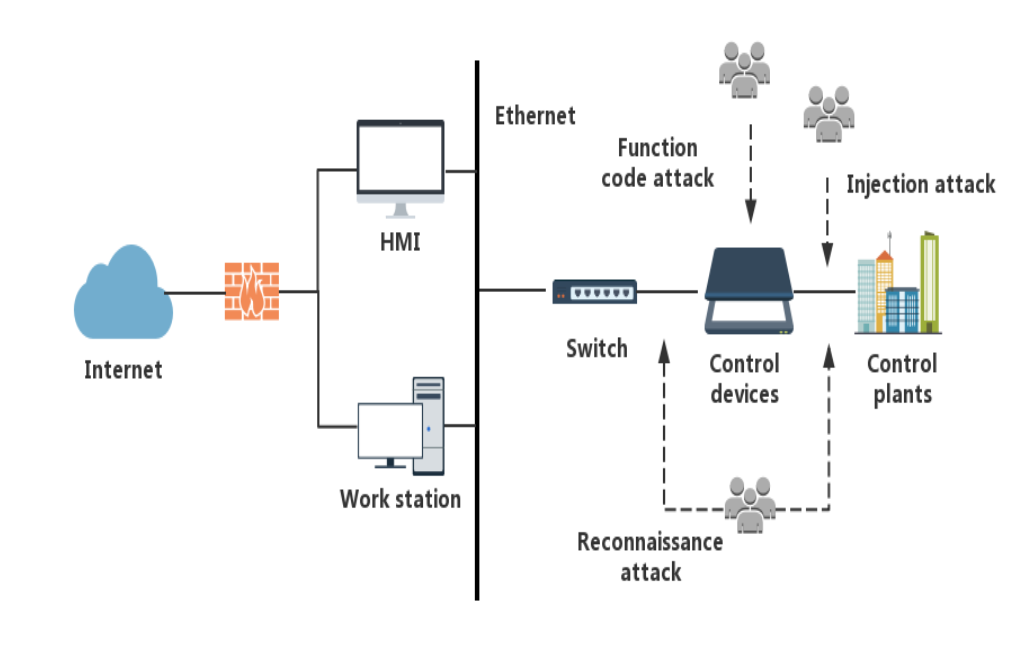 Ethernet
Function
code attack
Injection attack
HMI
Internet
Switch
Control
devices
Control
plants
Work station
Reconnaissance
attack